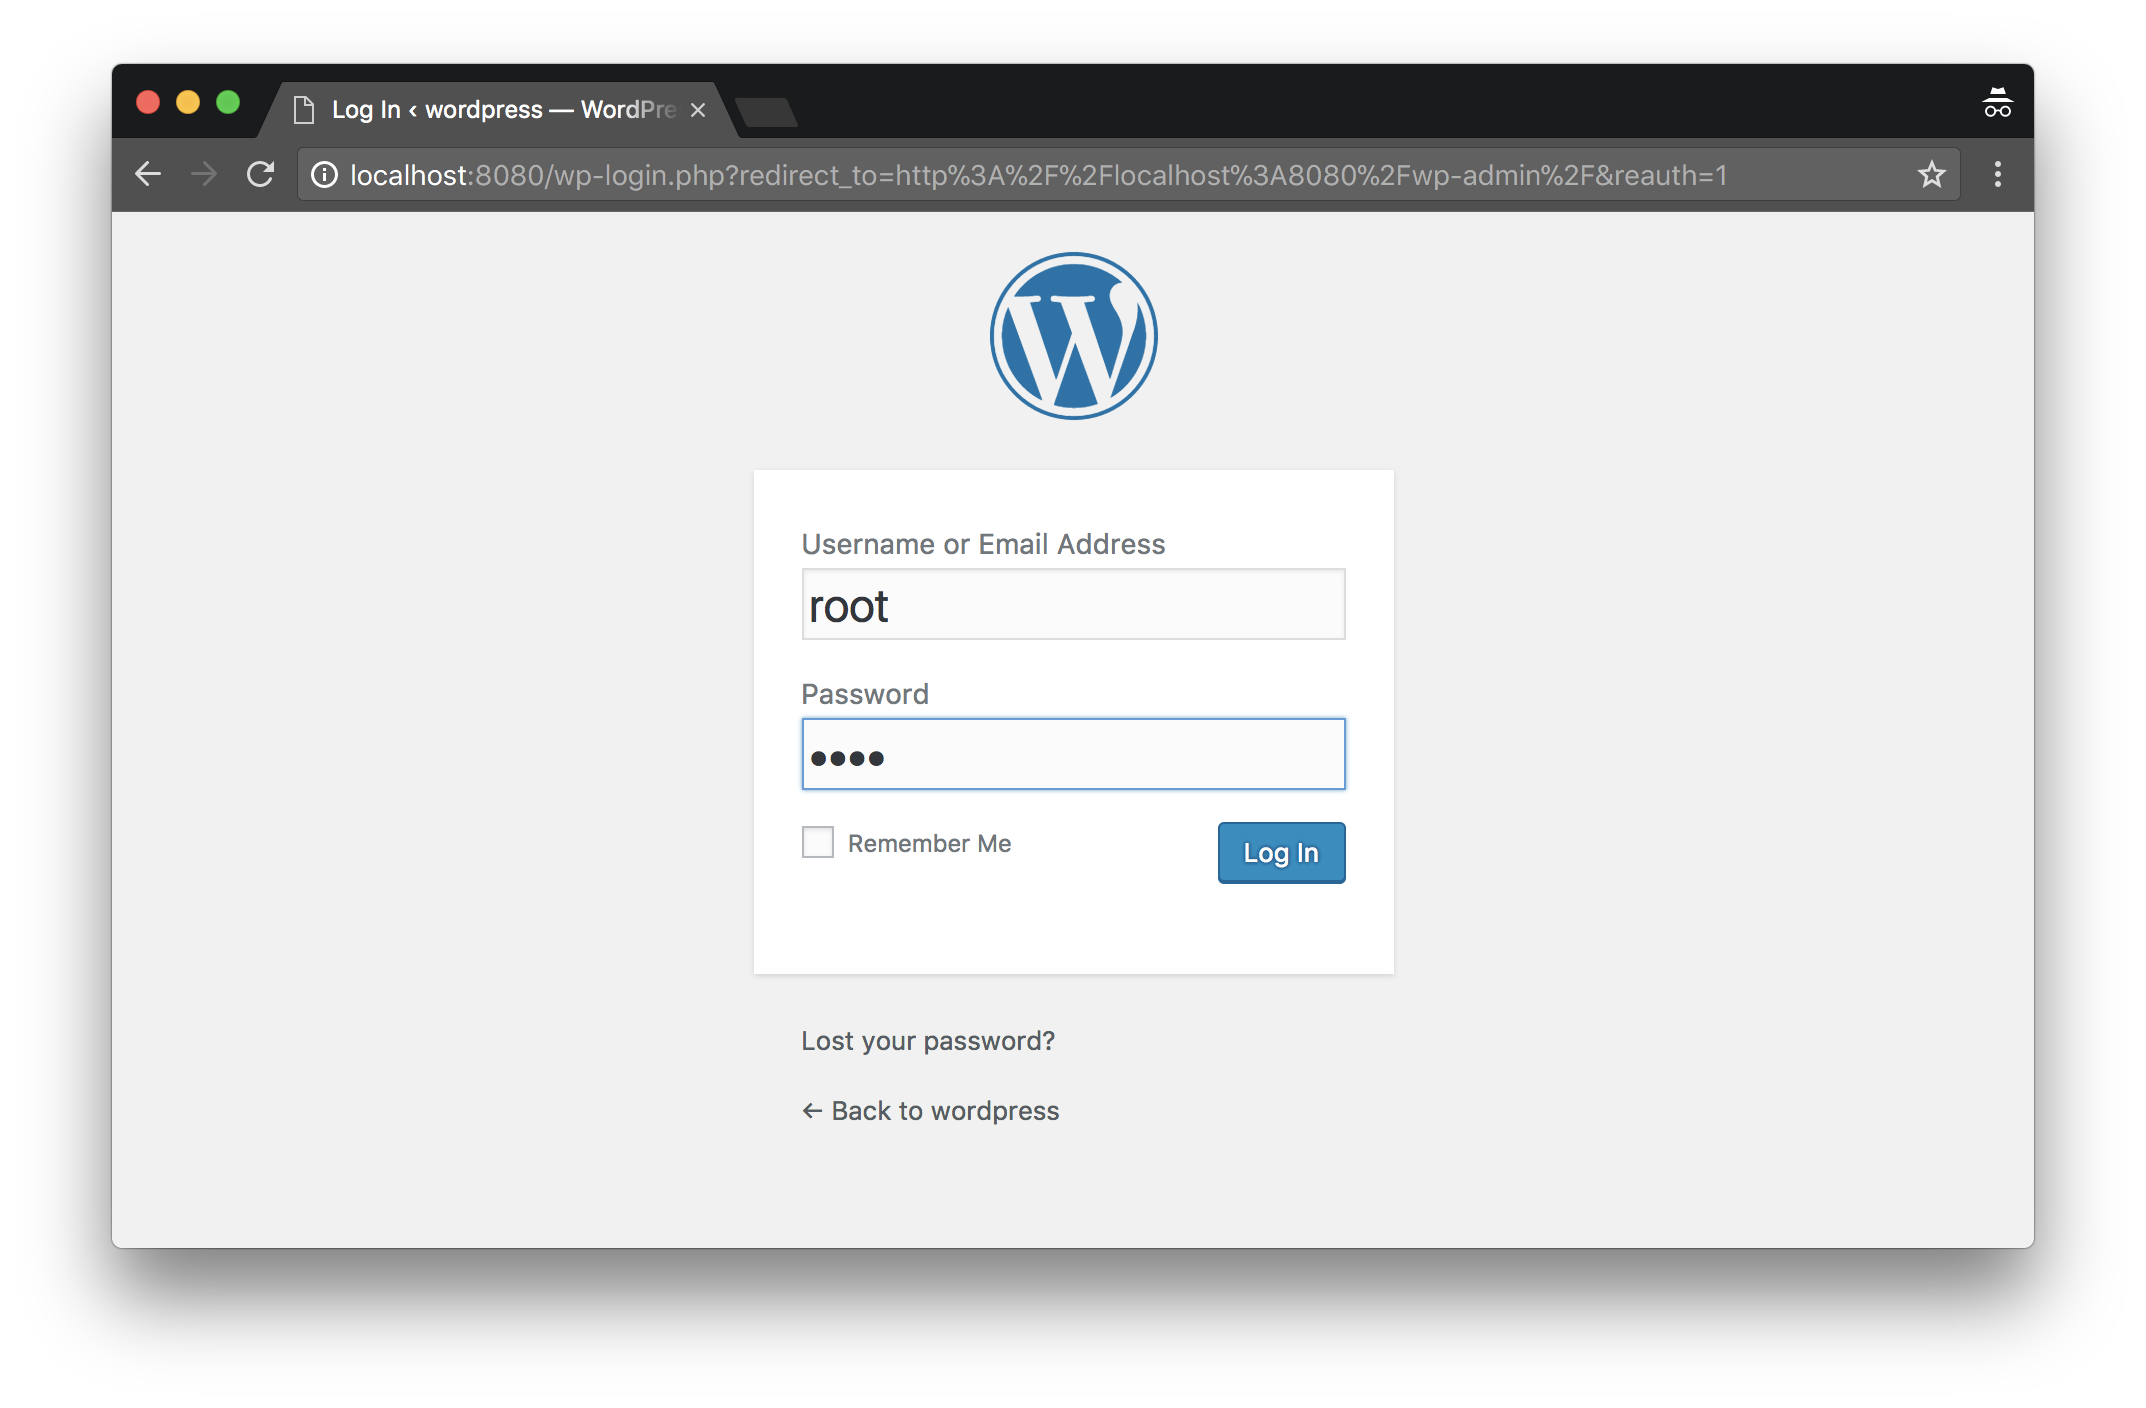 Log In ‹ wordpress — WordPre
localhost:8080/wp-login.php?redirect_to=http%3A%2F%2Flocalhost%3A8080%2Fwp-admin%2F&reauth=1
Username or Email Address
root
Password
••••
Remember Me
Log In
Lost your password?
← Back to wordpress